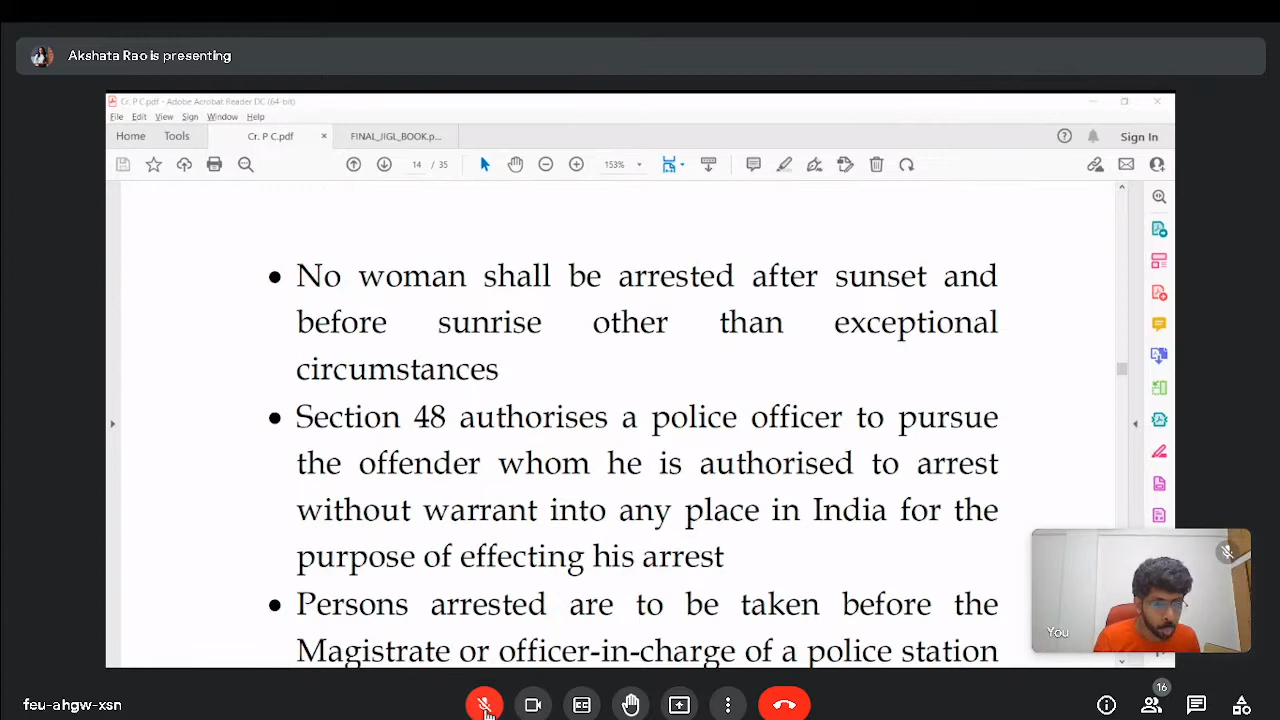 Akshata Rao is presenting
Cr. P C.pdf - Adobe Acrobat Reader DC (64-bit)
File Edit View Sign Window Help
Home Tools Cr. P C.pdf × FINAL_JIGL_BOOK.p... Sign In
14 / 35 153%
• No woman shall be arrested after sunset and
before sunrise other than exceptional
circumstances
• Section 48 authorises a police officer to pursue
the offender whom he is authorised to arrest
without warrant into any place in India for the
purpose of effecting his arrest
• Persons arrested are to be taken before the
Magistrate or officer-in-charge of a police station
You
feu-ahgw-xsn
16